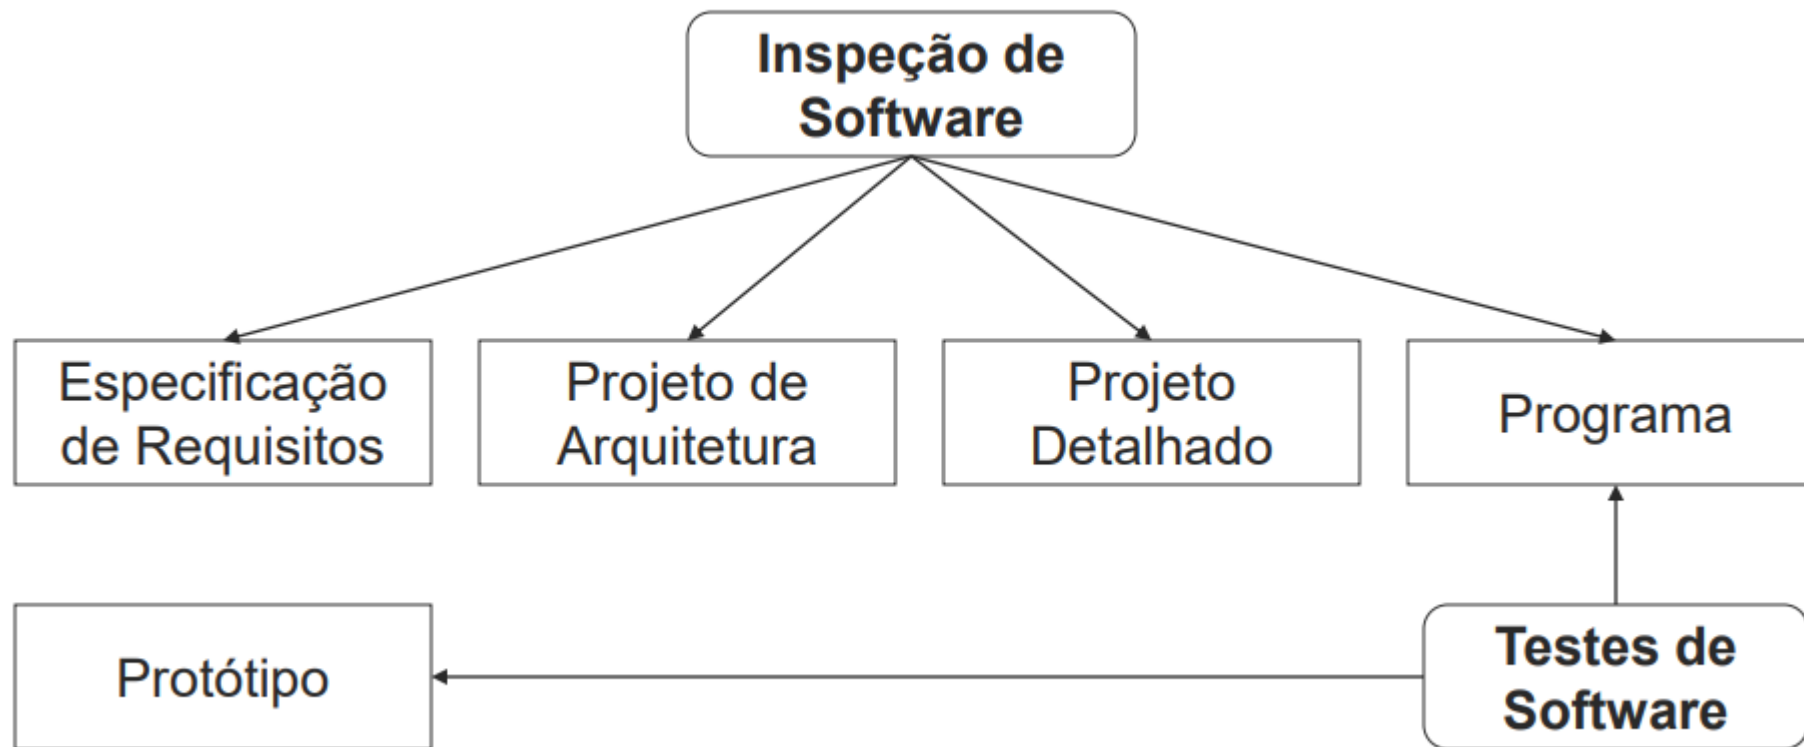 Inspeção de
Software
Especificação
de Requisitos
Projeto de
Arquitetura
Projeto
Detalhado
Programa
Protótipo
Testes de
Software